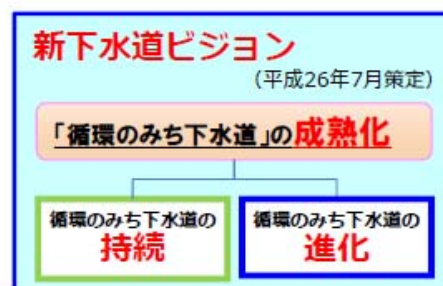 新下水道ビジョン
（平成26年7月策定）
「循環のみち下水道」の成熟化
循環のみち下水道の
持続
循環のみち下水道の
進化